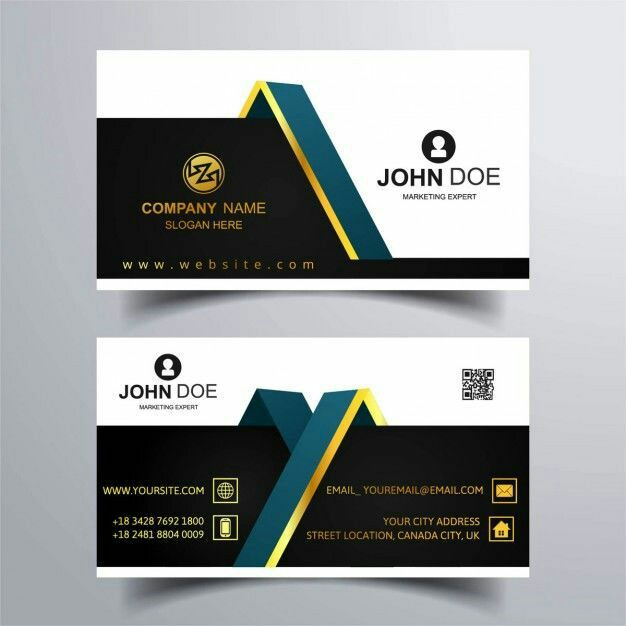 COMPANY NAME
SLOGAN HERE
www.website.com
JOHN DOE
MARKETING EXPERT
JOHN DOE
MARKETING EXPERT
WWW.YOURSITE.COM
+18 3428 7692 1800
+18 2481 8804 0009
EMAIL_ YOUREMAIL@EMAIL.COM
YOUR CITY ADDRESS
STREET LOCATION, CANADA CITY, UK